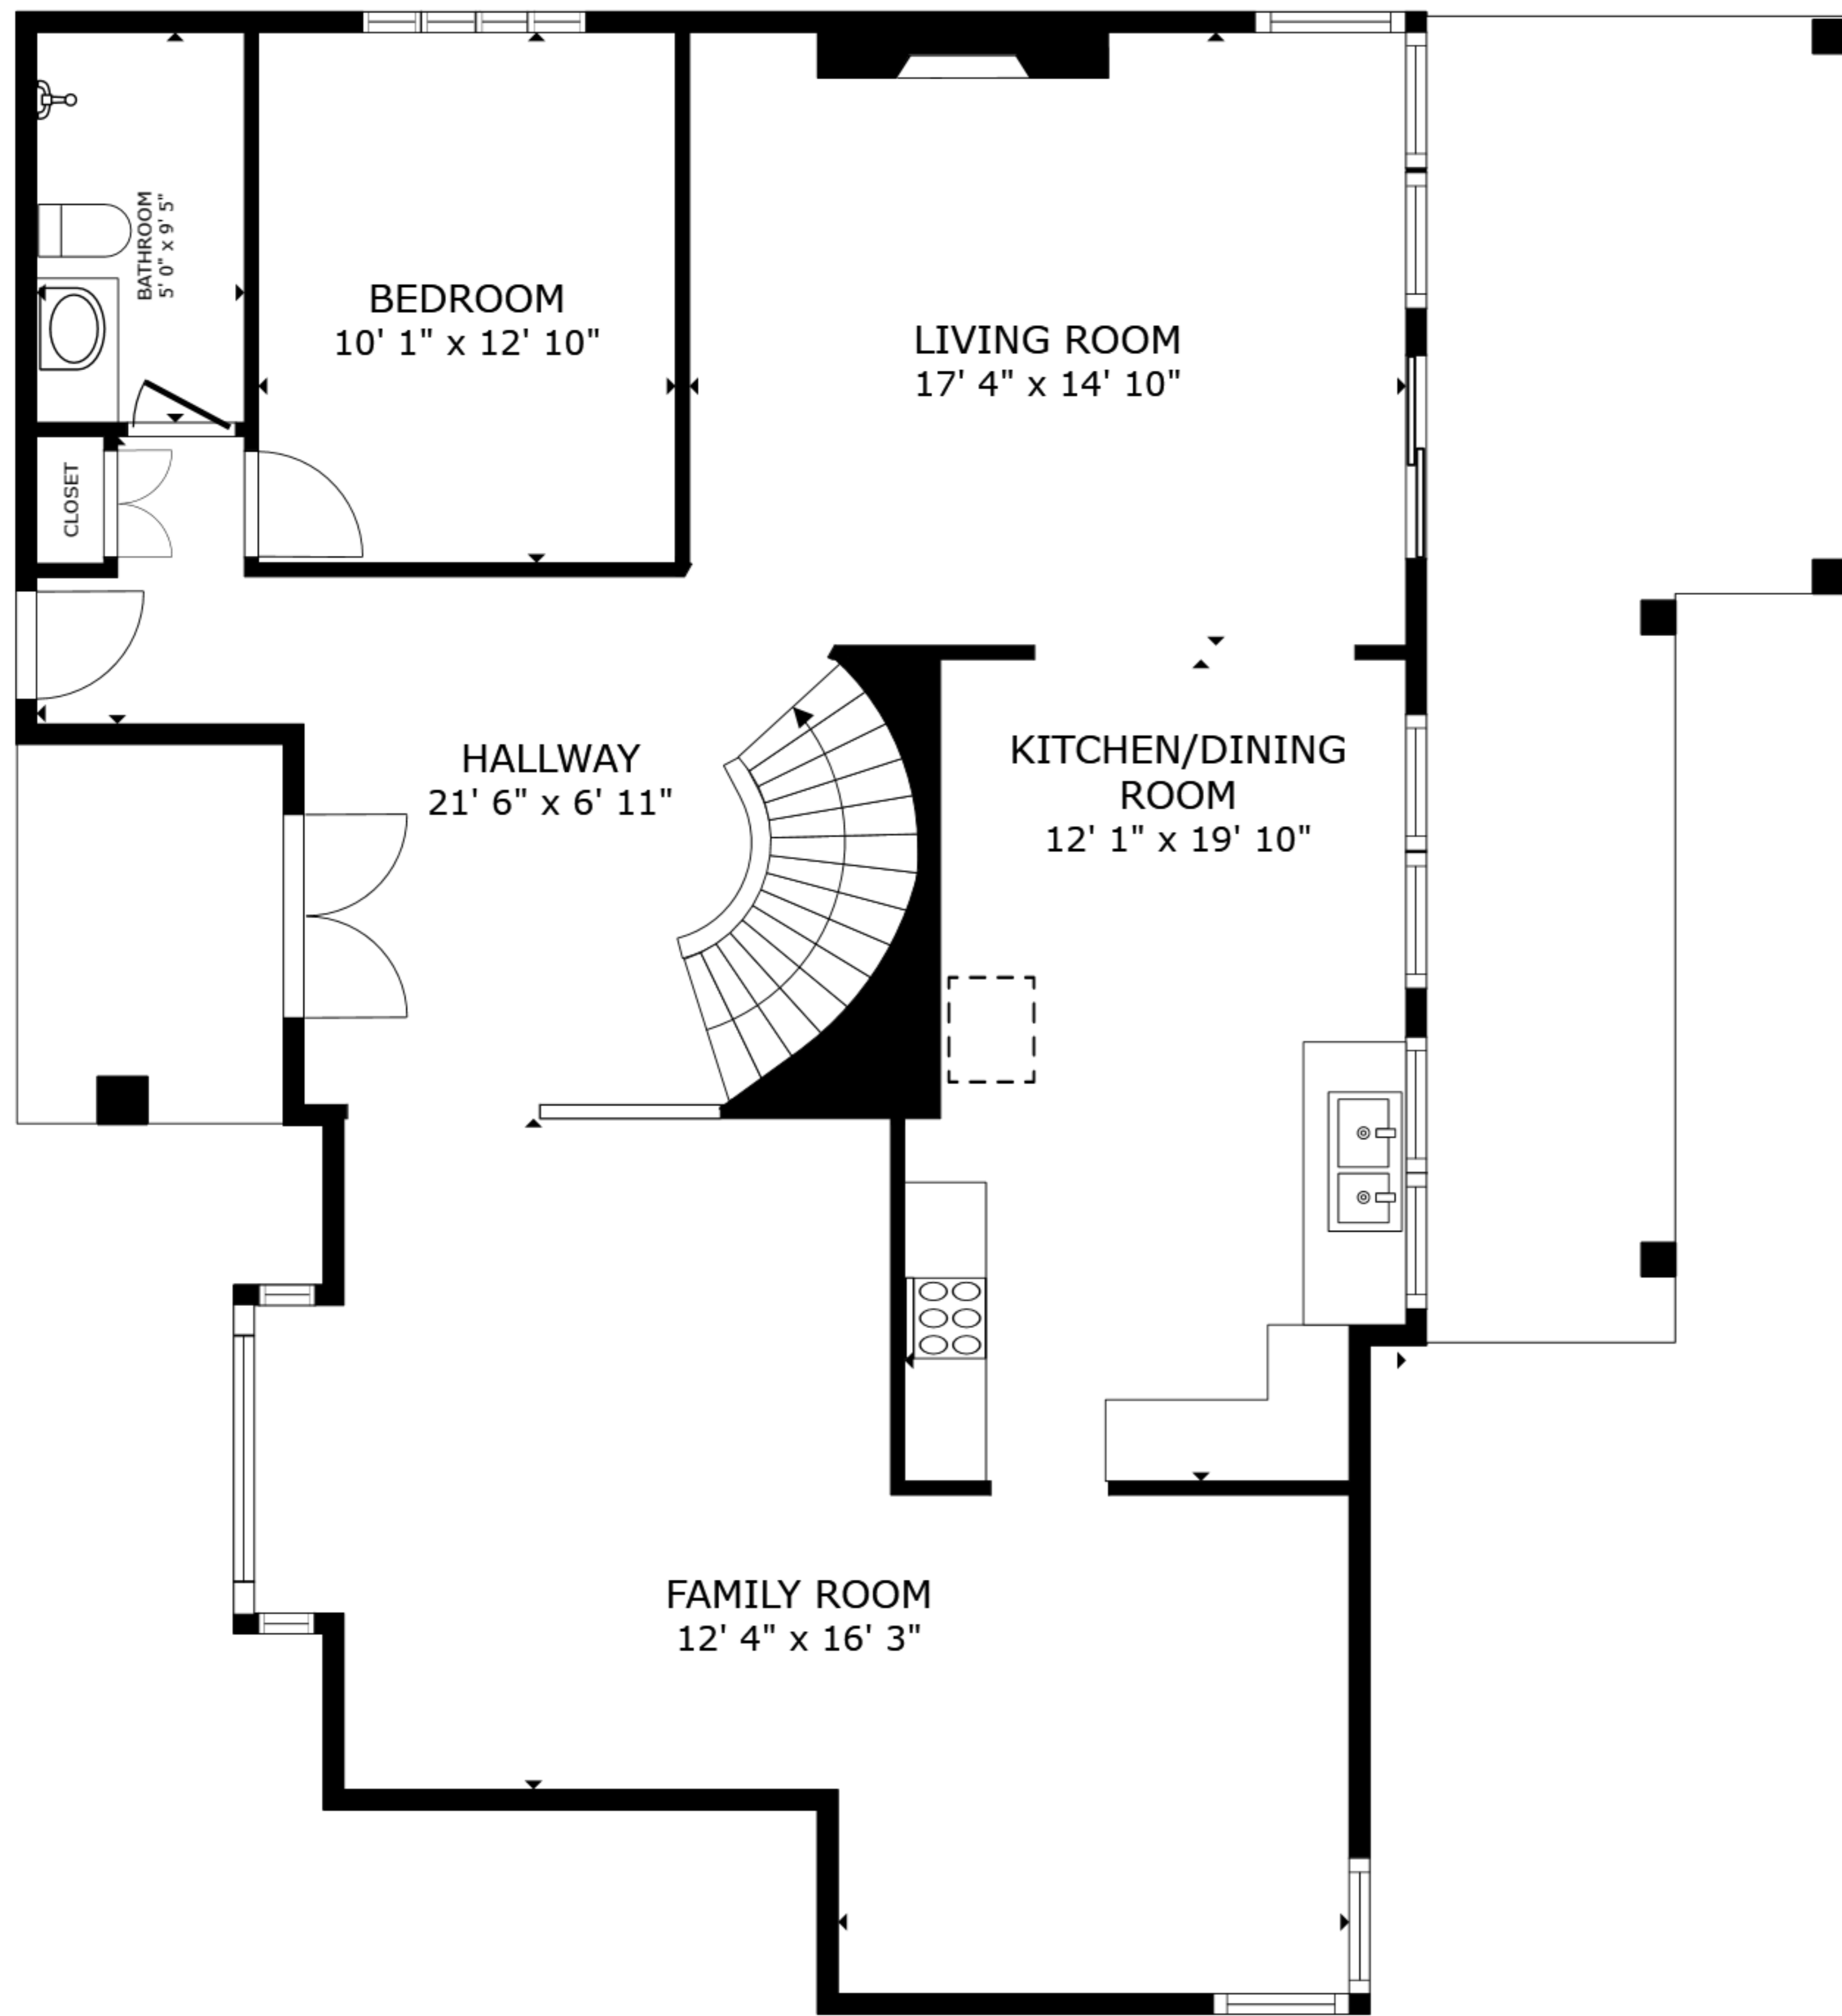 BATHROOM
5' 0" x 9' 5"
BEDROOM
10' 1" x 12' 10"
LIVING ROOM
17' 4" x 14' 10"
CLOSET
HALLWAY
21' 6" x 6' 11"
KITCHEN/DINING
ROOM
12' 1" x 19' 10"
FAMILY ROOM
12' 4" x 16' 3"